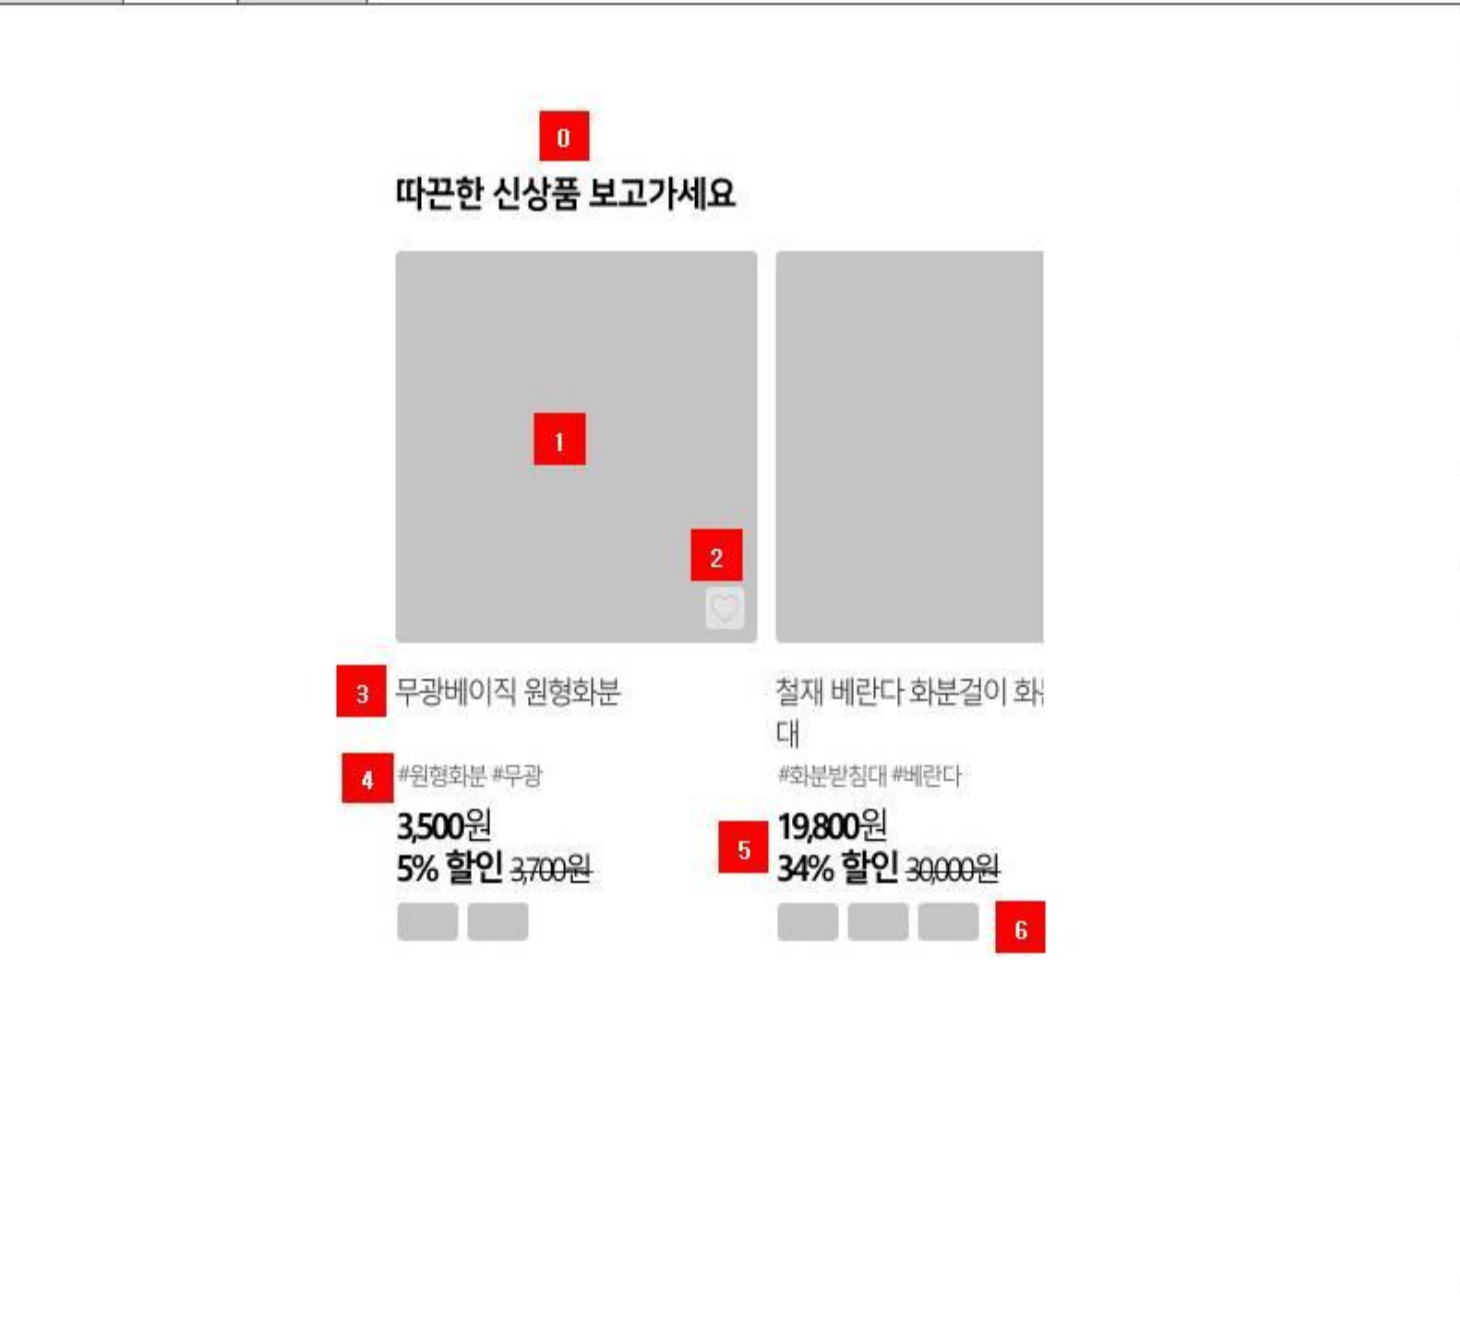 0
따끈한 신상품 보고가세요
1
2
3 무광베이직 원형화분
철재 베란다 화분걸이
대
4 #원형화분 #무광
#화분받침대 #베란다
3,500원
5% 할인 3,700원
5
19,800원
34% 할인 30,000원
6